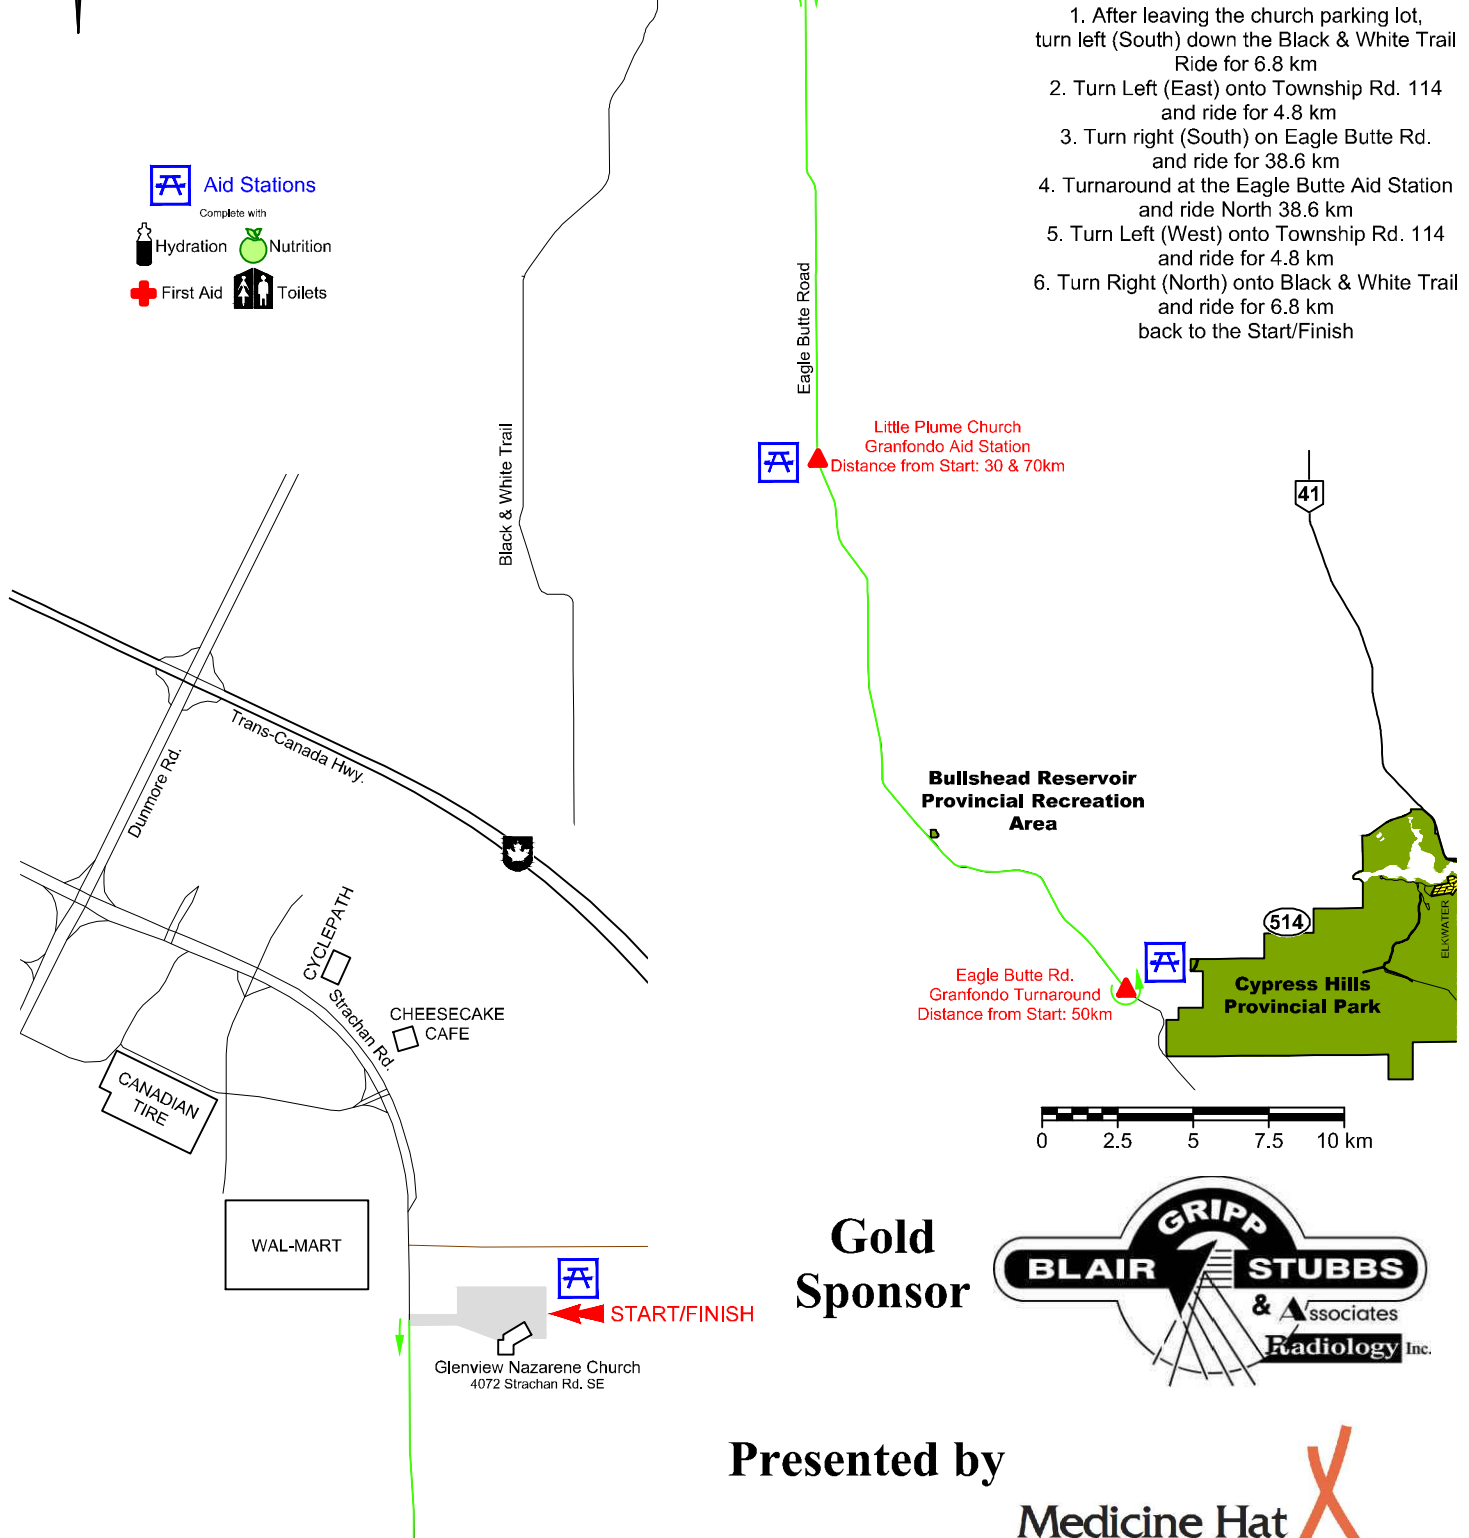 1. After leaving the church parking lot,
turn left (South) down the Black & White Trail
Ride for 6.8 km
2. Turn Left (East) onto Township Rd. 114
and ride for 4.8 km
3. Turn right (South) on Eagle Butte Rd.
and ride for 38.6 km
4. Turnaround at the Eagle Butte Aid Station
and ride North 38.6 km
5. Turn Left (West) onto Township Rd. 114
and ride for 4.8 km
6. Turn Right (North) onto Black & White Trail
and ride for 6.8 km
back to the Start/Finish
Aid Stations
Complete with
Hydration
Nutrition
First Aid
Toilets
Eagle Butte Road
Black & White Trail
Little Plume Church
Granfondo Aid Station
Distance from Start: 30 & 70km
41
Trans-Canada Hwy.
Dunmore Rd.
Bullshead Reservoir
Provincial Recreation
Area
CYCLEPATH
Strachan Rd.
CHEESECAKE
CAFE
CANADIAN
TIRE
514
ELKWATER
Cypress Hills
Provincial Park
Eagle Butte Rd.
Granfondo Turnaround
Distance from Start: 50km
0 2.5 5 7.5 10 km
WAL-MART
START/FINISH
Glenview Nazarene Church
4072 Strachan Rd. SE
Gold
Sponsor
GRIPP
BLAIR STUBBS
& Associates
Radiology Inc.
Presented by
Medicine Hat